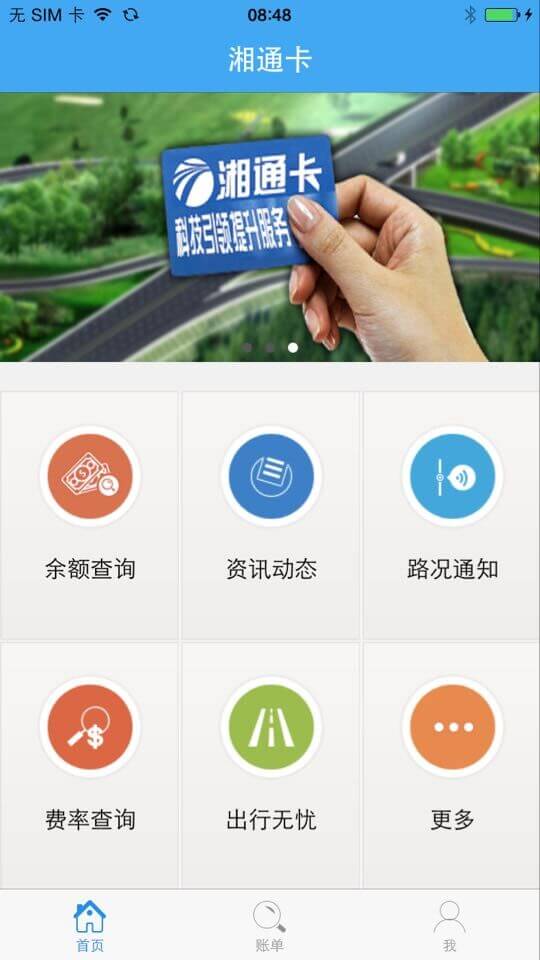 无 SIM 卡
08:48
湘通卡
湘通卡
科技引领提升服务
余额查询
资讯动态
路况通知
费率查询
出行无忧
更多
首页
账单
我